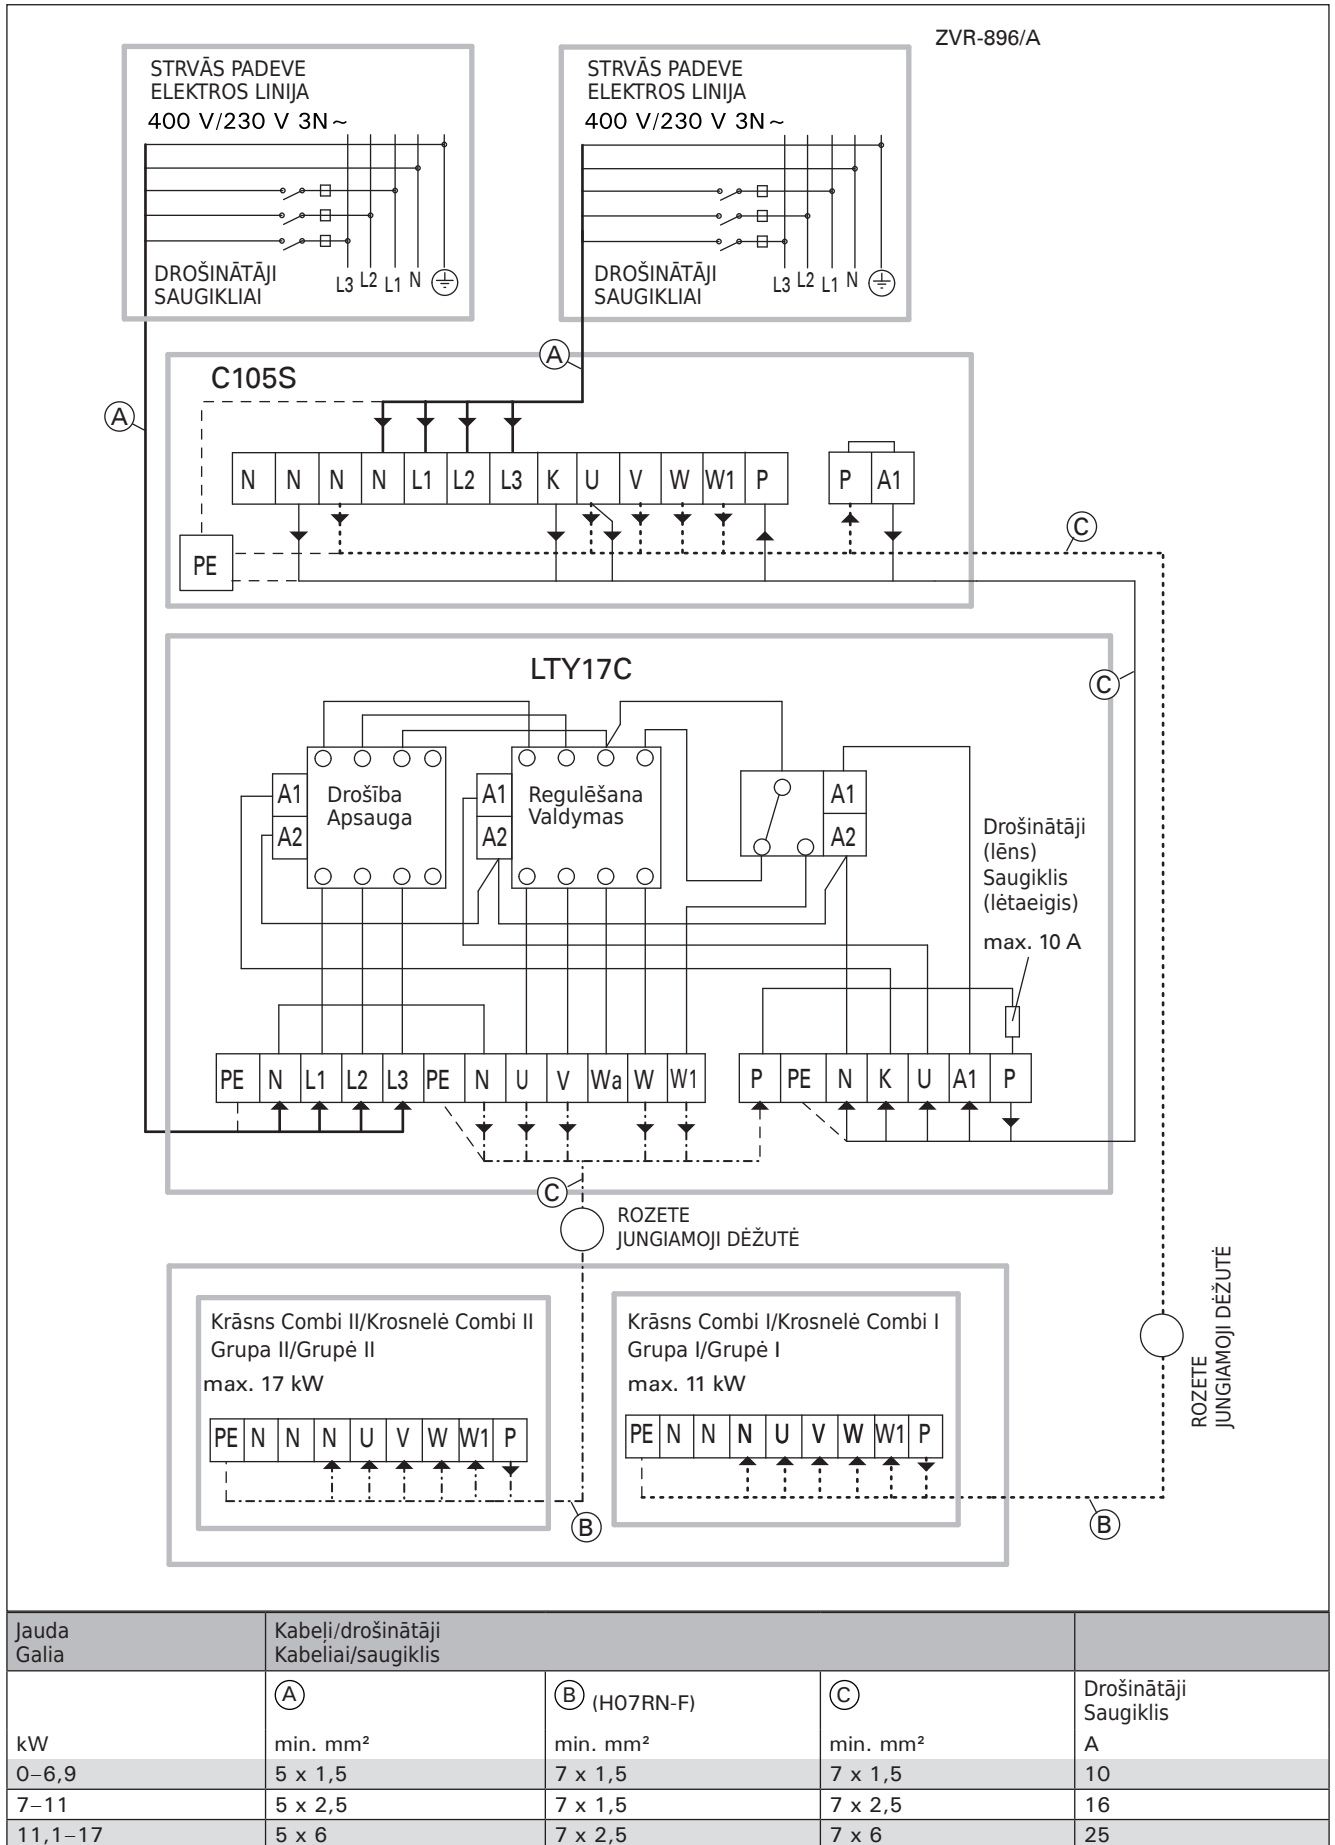 ZVR-896/A
STRVĀS PADEVE
ELEKTROS LINIJA
400 V/230 V 3N~
DROŠINĀTĀJI
SAUGIKLIAI
L3 L2 L1 N
STRVĀS PADEVE
ELEKTROS LINIJA
400 V/230 V 3N~
DROŠINĀTĀJI
SAUGIKLIAI
L3 L2 L1 N
A
A
C105S
N N N N L1 L2 L3 K U V W W1 P
P A1
PE
C
C
LTY17C
A1
A2
Drošība
Apsauga
A1
A2
Regulēšana
Valdymas
A1
A2
Drošinātāji
(lēns)
Saugiklis
(lėtaeigis)
max. 10 A
PE N L1 L2 L3 PE N U V Wa W W1
P PE N K U A1 P
C
ROZETE
JUNGIAMOJI DĖŽUTĖ
ROZETE
JUNGIAMOJI DĖŽUTĖ
Krāsns Combi II/Krosnelė Combi II
Grupa II/Grupė II
max. 17 kW
PE N N N U V W W1 P
B
Krāsns Combi I/Krosnelė Combi I
Grupa I/Grupė I
max. 11 kW
PE N N N U V W W1 P
B
Jauda
Galia
Kabeļi/drošinātāji
Kabeliai/saugiklis
A
B (H07RN-F)
C
Drošinātāji
Saugiklis
kW min. mm² min. mm² min. mm² A
0–6,9 5 x 1,5 7 x 1,5 7 x 1,5 10
7–11 5 x 2,5 7 x 1,5 7 x 2,5 16
11,1–17 5 x 6 7 x 2,5 7 x 6 25